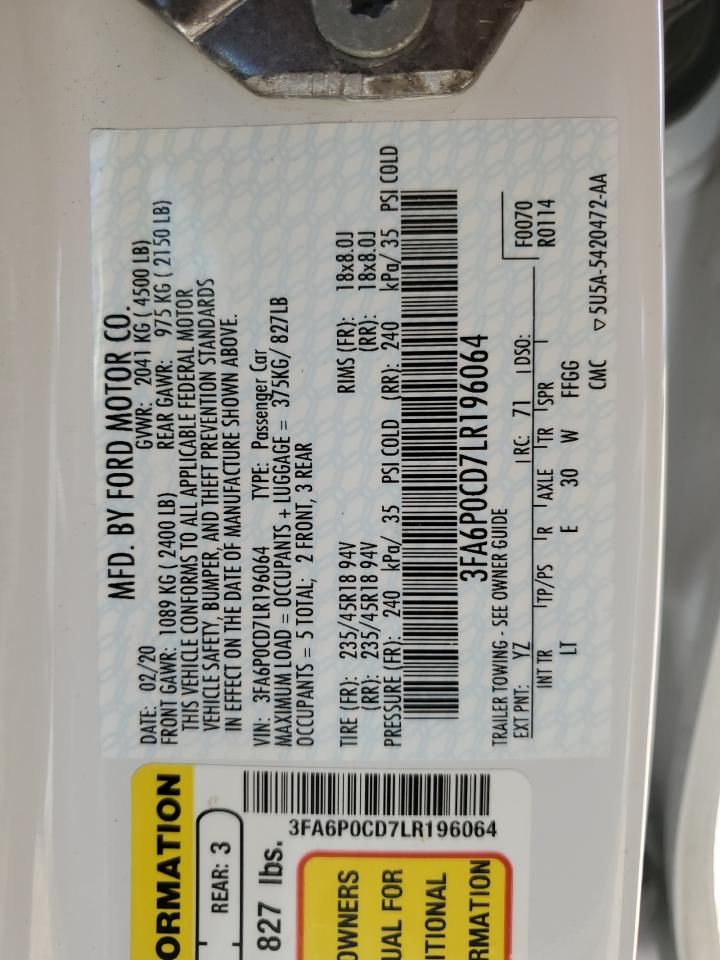 MFD. BY FORD MOTOR CO.
DATE: 02/20 GVWR: 2041 KG ( 4500 LB)
FRONT GAWR: 1089 KG ( 2400 LB) REAR GAWR: 975 KG ( 2150 LB)
THIS VEHICLE CONFORMS TO ALL APPLICABLE FEDERAL MOTOR
VEHICLE SAFETY, BUMPER, AND THEFT PREVENTION STANDARDS
IN EFFECT ON THE DATE OF MANUFACTURE SHOWN ABOVE.
VIN: 3FA6P0CD7LR196064 TYPE: Passenger Car
MAXIMUM LOAD = OCCUPANTS + LUGGAGE = 375KG/ 827LB
OCCUPANTS = 5 TOTAL; 2 FRONT, 3 REAR
TIRE (FR): 235/45R18 94V RIMS (FR): 18x8.0J
(RR): 235/45R18 94V (RR): 18x8.0J
PRESSURE (FR): 240 kPa/ 35 PSI COLD (RR): 240 kPa/ 35 PSI COLD
3FA6P0CD7LR196064
TRAILER TOWING - SEE OWNER GUIDE
F0070
R0114
EXT PNT: YZ RC: 71 DSO:
INT TR TP/PS R AXLE TR SPR
LT E 30 W FFGG
CMC ▽5U5A-5420472-AA
ORMATION
REAR: 3
827 lbs.
3FA6P0CD7LR196064
OWNERS
UAL FOR
ITIONAL
RMATION